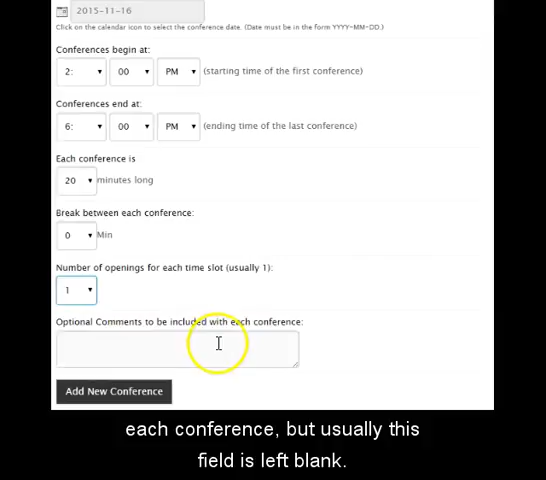 2015-11-16
Click on the calendar icon to select the conference date. (Date must be in the form YYYY-MM-DD.)
Conferences begin at:
2: 00 PM (starting time of the first conference)
Conferences end at:
6: 00 PM (ending time of the last conference)
Each conference is
20 minutes long
Break between each conference:
0 Min
Number of openings for each time slot (usually 1):
1
Optional Comments to be included with each conference:
Add New Conference
each conference, but usually this
field is left blank.